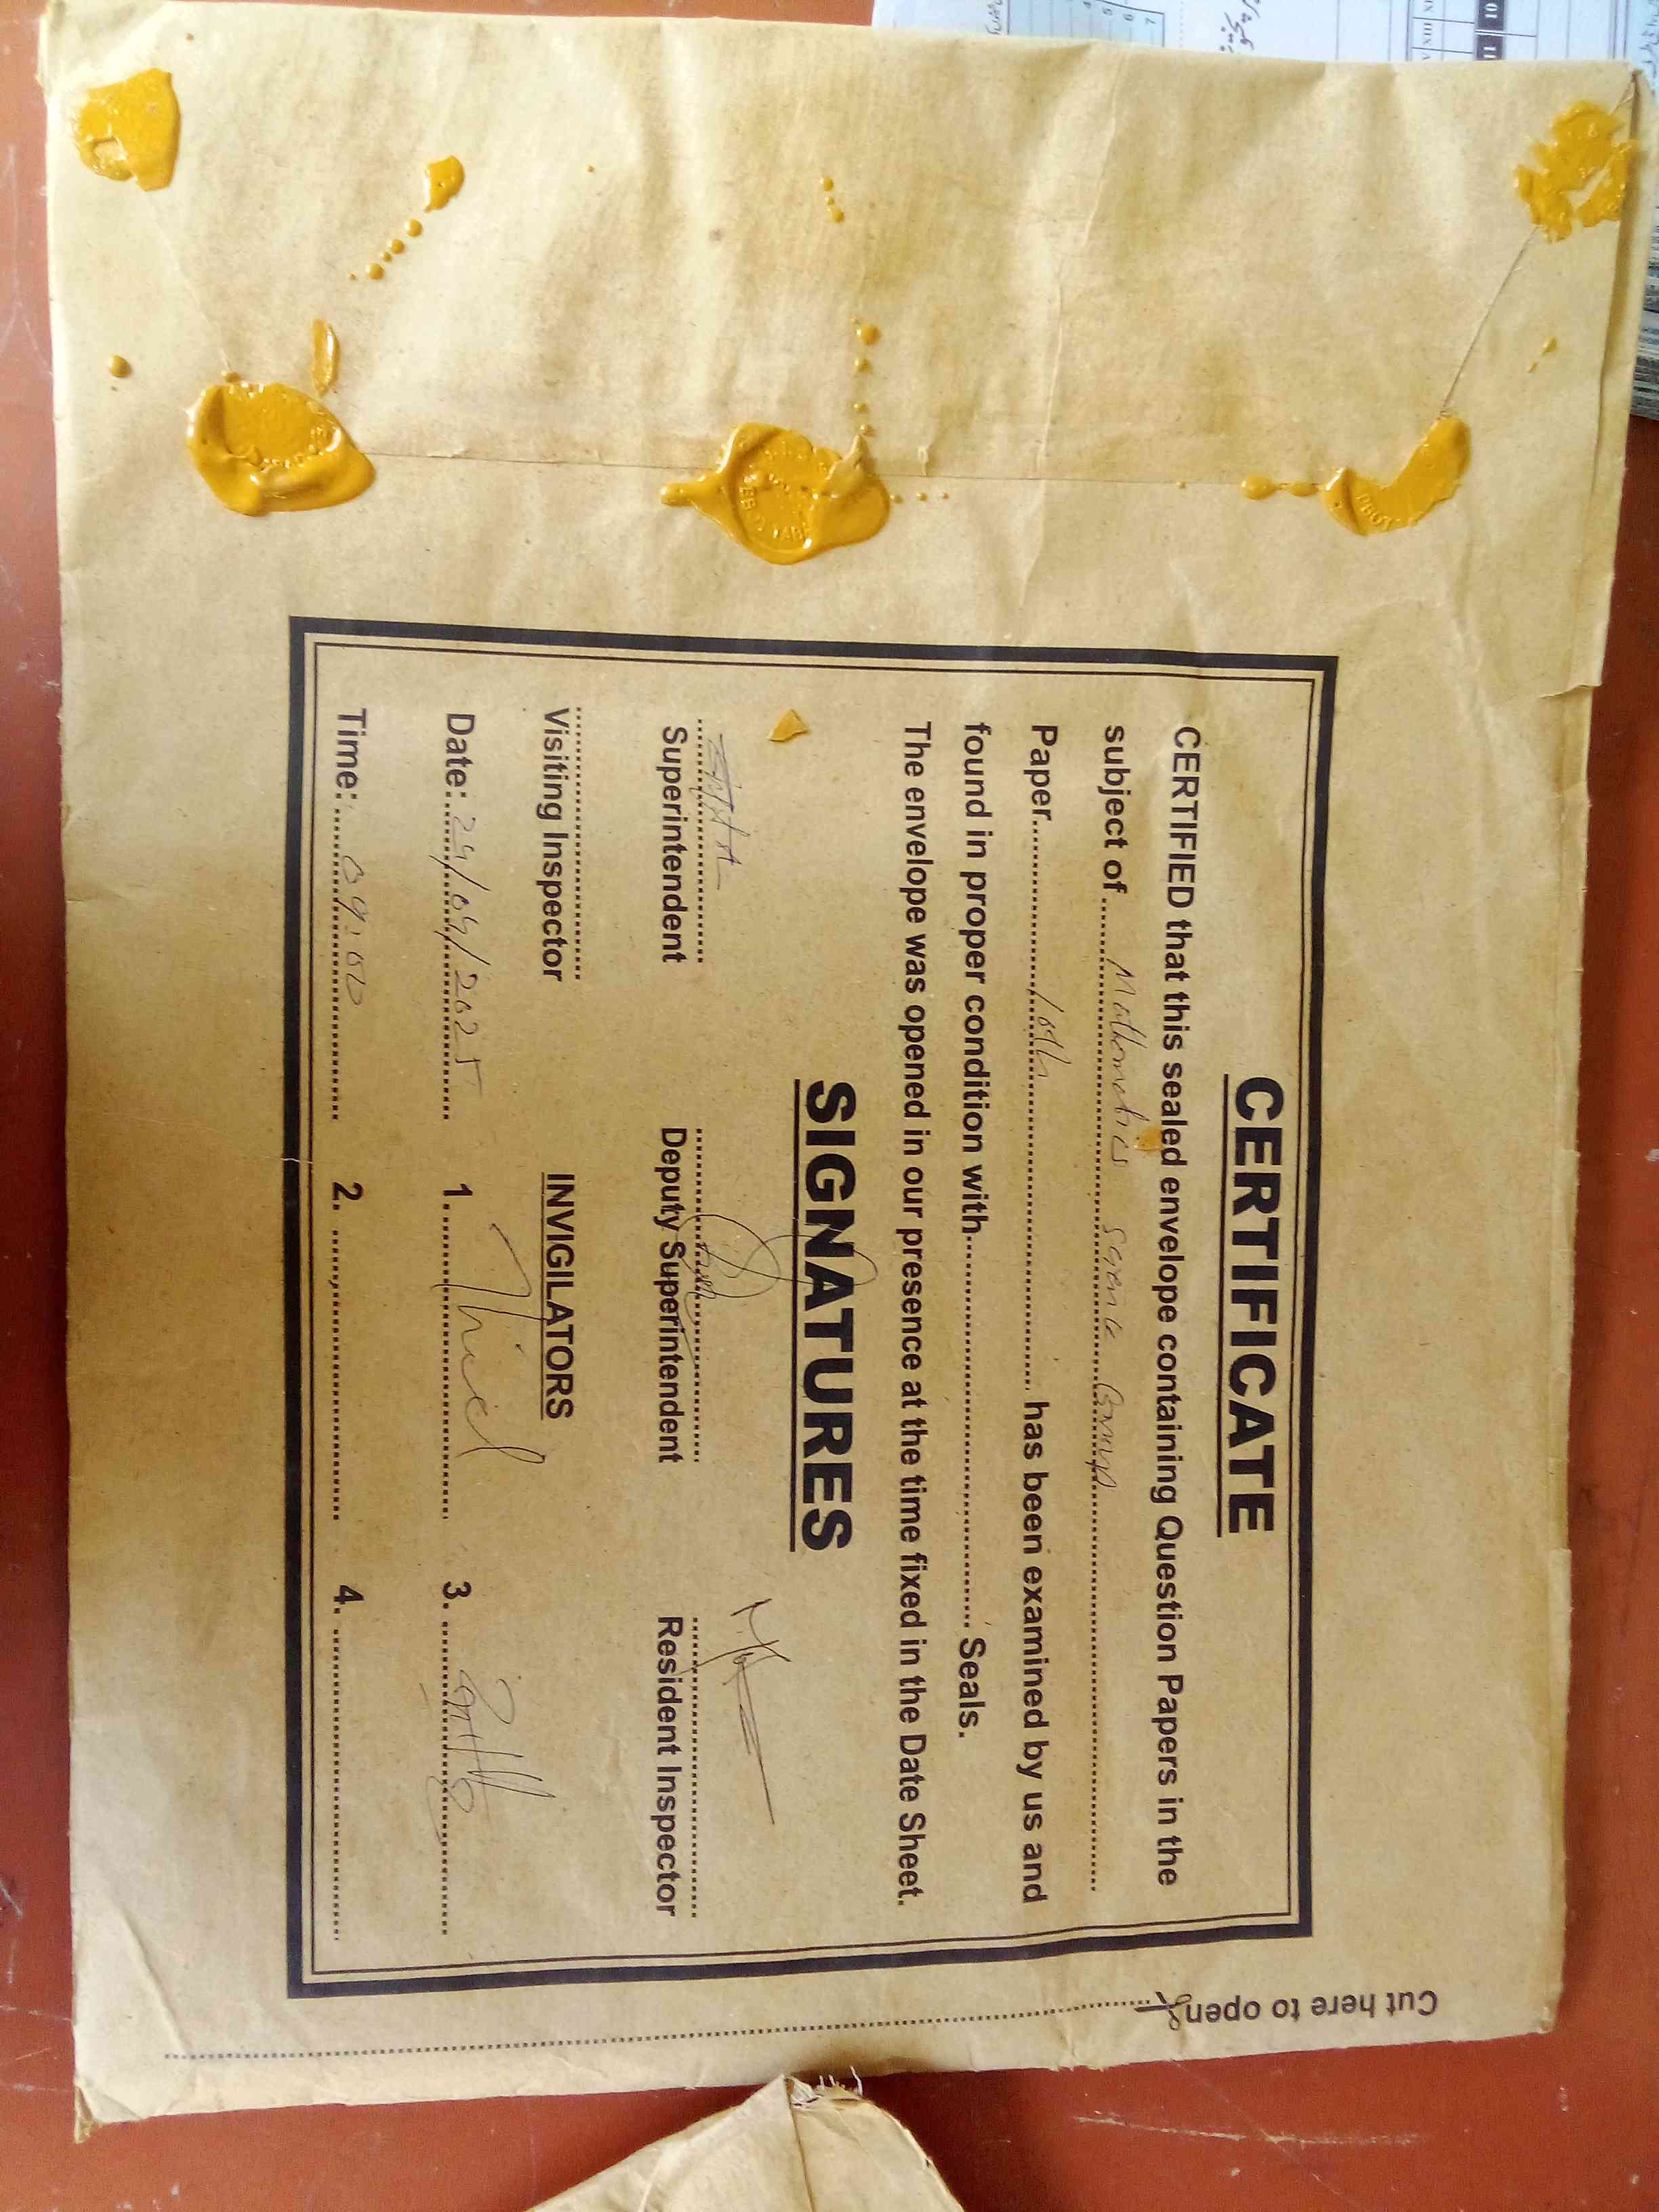 CERTIFICATE
CERTIFIED that this sealed envelope containing Question Papers in the
subject of Mathematics Science Group
Paper 10th has been examined by us and
found in proper condition with Seals.
The envelope was opened in our presence at the time fixed in the Date Sheet.
SIGNATURES
Superintendent Deputy Superintendent Resident Inspector
Visiting Inspector INVIGILATORS
Date: 29/04/2025 1. 3.
Time: 09:00 2. 4.
Cut here to open